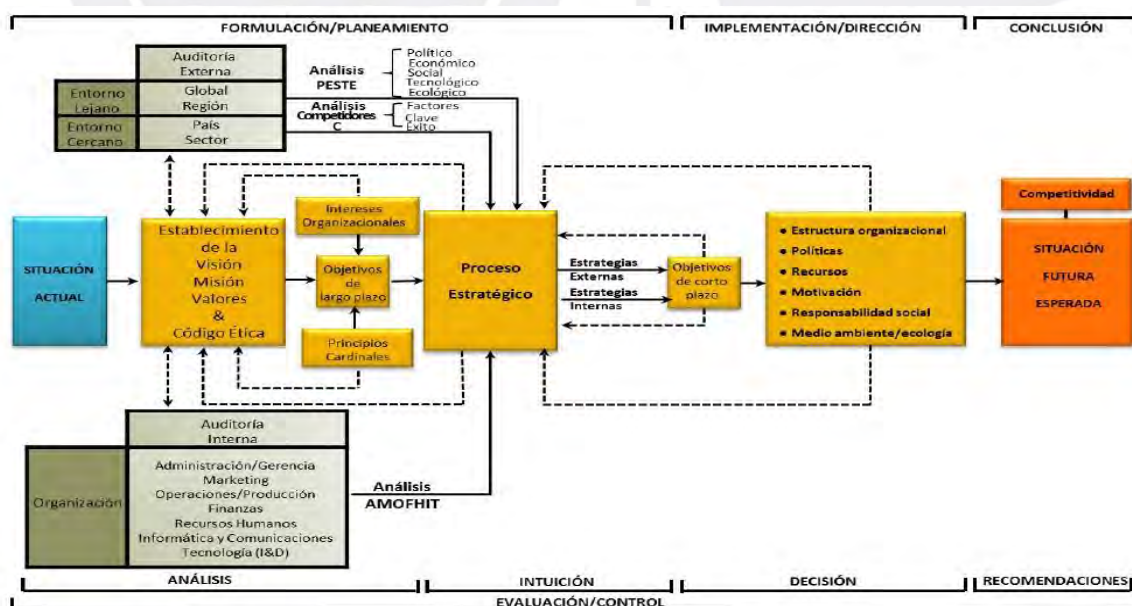 FORMULACIÓN/PLANEAMIENTO
IMPLEMENTACIÓN/DIRECCIÓN
CONCLUSIÓN
Auditoría
Externa
Entorno
Lejano
Global
Región
Entorno
Cercano
País
Sector
Análisis
PESTE
Político
Económico
Social
Tecnológico
Ecológico
Análisis
Competidores
C
Factores
Clave
Éxito
SITUACIÓN
ACTUAL
Establecimiento
de la
Visión
Misión
Valores
&
Código Ética
Intereses
Organizacionales
Objetivos
de
largo plazo
Principios
Cardinales
Proceso
Estratégico
Estrategias
Externas
Estrategias
Internas
Objetivos
de corto
plazo
• Estructura organizacional
• Políticas
• Recursos
• Motivación
• Responsabilidad social
• Medio ambiente/ecología
Competitividad
SITUACIÓN
FUTURA
ESPERADA
Auditoría
Interna
Organización
Administración/Gerencia
Marketing
Operaciones/Producción
Finanzas
Recursos Humanos
Informática y Comunicaciones
Tecnología (I&D)
Análisis
AMOFHIT
ANÁLISIS
INTUICIÓN
DECISIÓN
RECOMENDACIONES
EVALUACIÓN/CONTROL